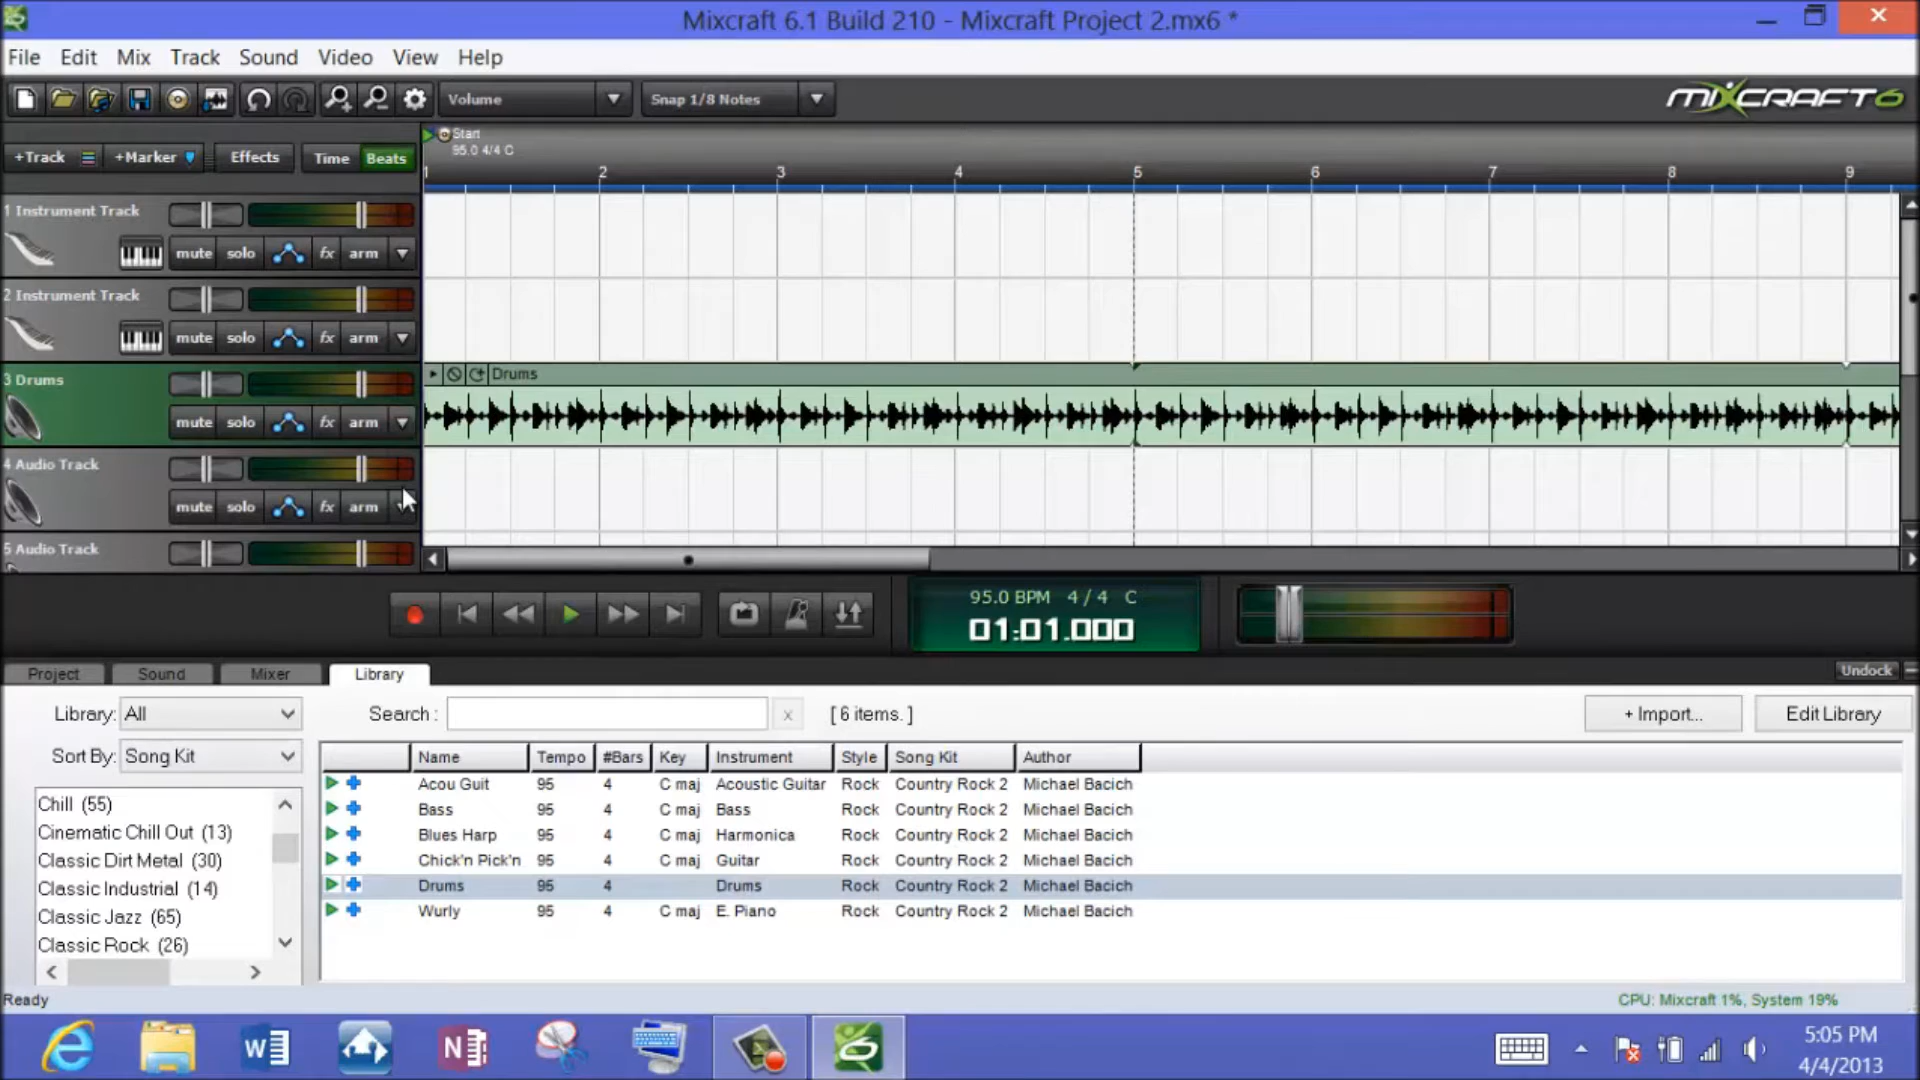 Mixcraft 6.1 Build 210 - Mixcraft Project 2.mx6 *
File Edit Mix Track Sound Video View Help
Volume Snap 1/8 Notes MIXCRAFT6
+Track +Marker Effects Time Beats
Start
95.0 4/4 C
1 2 3 4 5 6 7 8 9
1 Instrument Track
mute solo fx arm
2 Instrument Track
mute solo fx arm
3 Drums
Drums
mute solo fx arm
4 Audio Track
mute solo fx arm
5 Audio Track
95.0 BPM 4 / 4 C
01:01.000
Project Sound Mixer Library Undock
Library: All Search : x [ 6 items. ] + Import... Edit Library
Sort By: Song Kit
Name Tempo #Bars Key Instrument Style Song Kit Author
Acou Guit 95 4 C maj Acoustic Guitar Rock Country Rock 2 Michael Bacich
Bass 95 4 C maj Bass Rock Country Rock 2 Michael Bacich
Blues Harp 95 4 C maj Harmonica Rock Country Rock 2 Michael Bacich
Chick'n Pick'n 95 4 C maj Guitar Rock Country Rock 2 Michael Bacich
Drums 95 4 Drums Rock Country Rock 2 Michael Bacich
Wurly 95 4 C maj E. Piano Rock Country Rock 2 Michael Bacich
Chill (55)
Cinematic Chill Out (13)
Classic Dirt Metal (30)
Classic Industrial (14)
Classic Jazz (65)
Classic Rock (26)
Ready CPU: Mixcraft 1%, System 19%
5:05 PM
4/4/2013